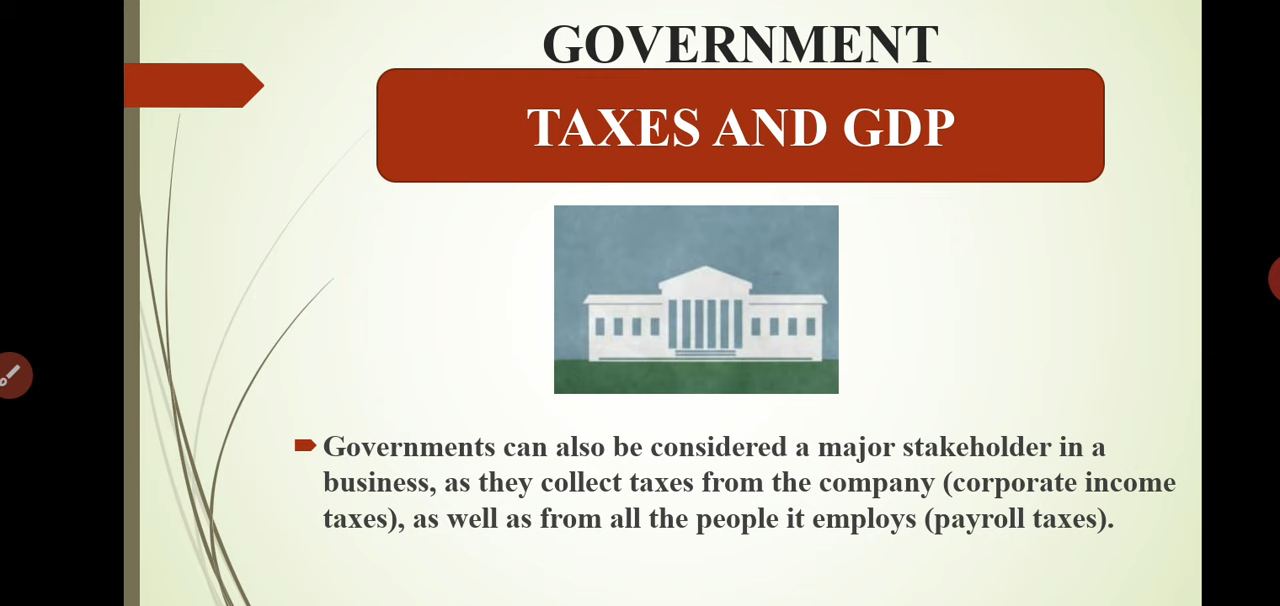 GOVERNMENT
TAXES AND GDP
Governments can also be considered a major stakeholder in a
business, as they collect taxes from the company (corporate income
taxes), as well as from all the people it employs (payroll taxes).